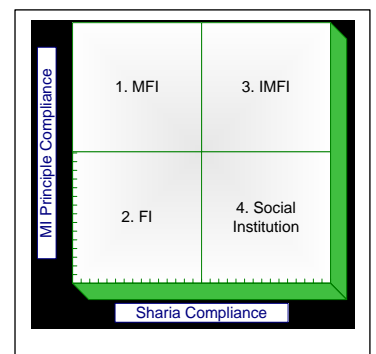 MI Principle Compliance
1. MFI
3. IMFI
2. FI
4. Social
Institution
Sharia Compliance